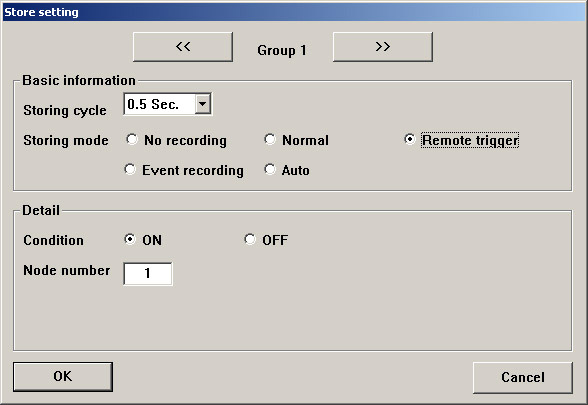 Store setting
<< Group 1 >>
Basic information
Storing cycle 0.5 Sec.
Storing mode No recording Normal Remote trigger
Event recording Auto
Detail
Condition ON OFF
Node number 1
OK Cancel